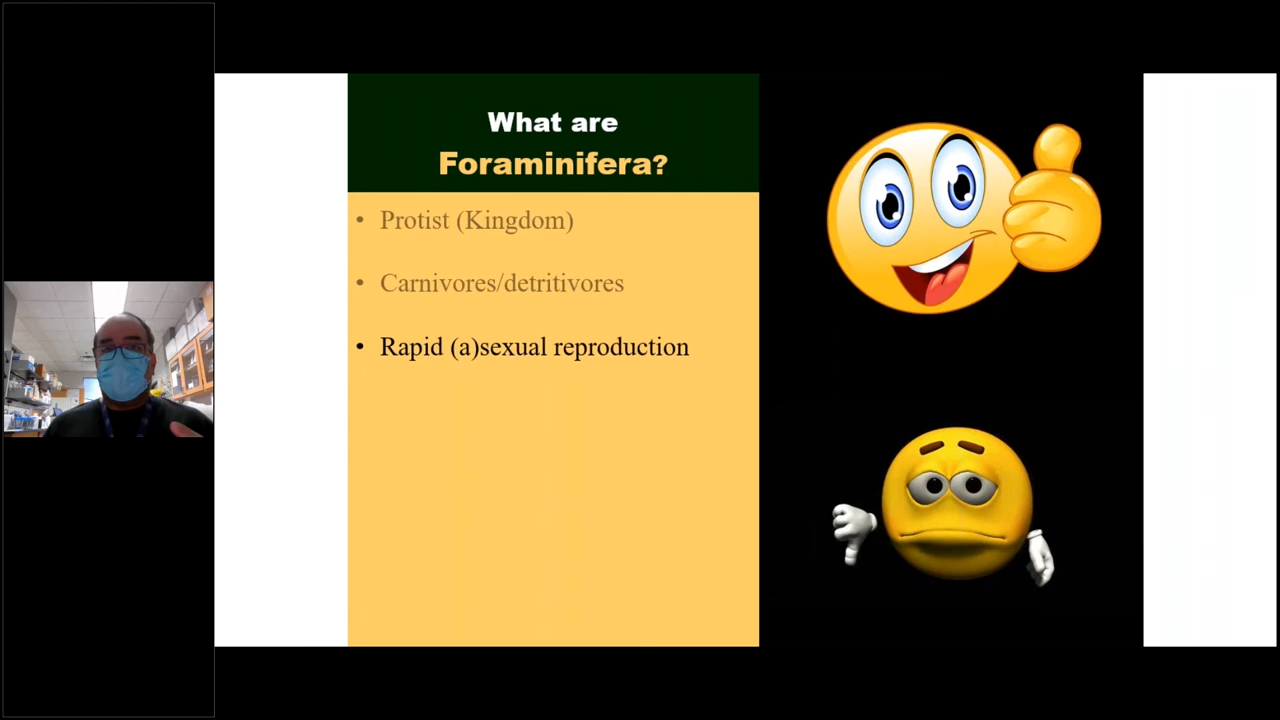 What are
Foraminifera?
• Protist (Kingdom)
• Carnivores/detritivores
• Rapid (a)sexual reproduction